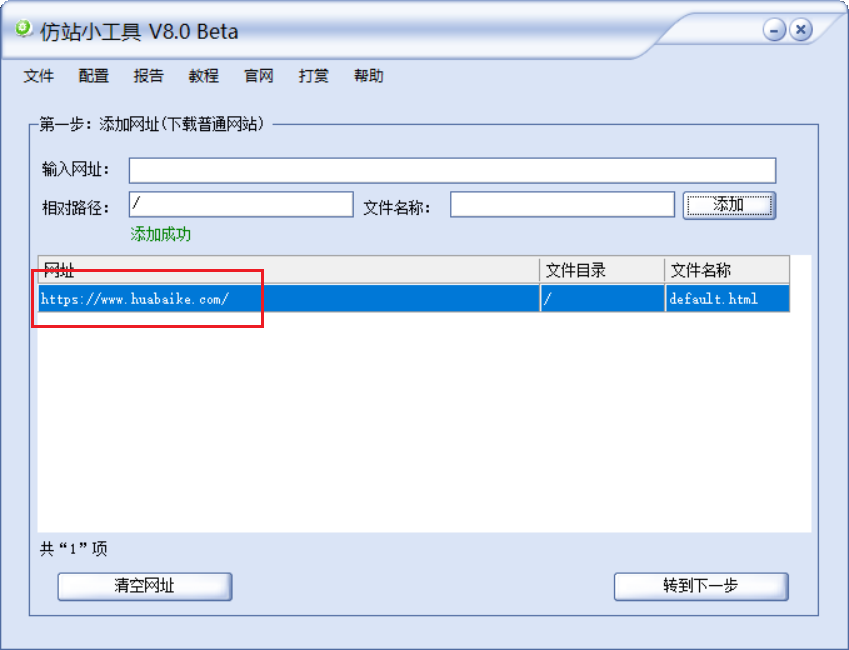 仿站小工具 V8.0 Beta
文件 配置 报告 教程 官网 打赏 帮助
第一步：添加网址(下载普通网站)
输入网址：
相对路径： / 文件名称： 添加
添加成功
网址 文件目录 文件名称
https://www.huabaike.com/ / default.html
共“1”项
清空网址 转到下一步